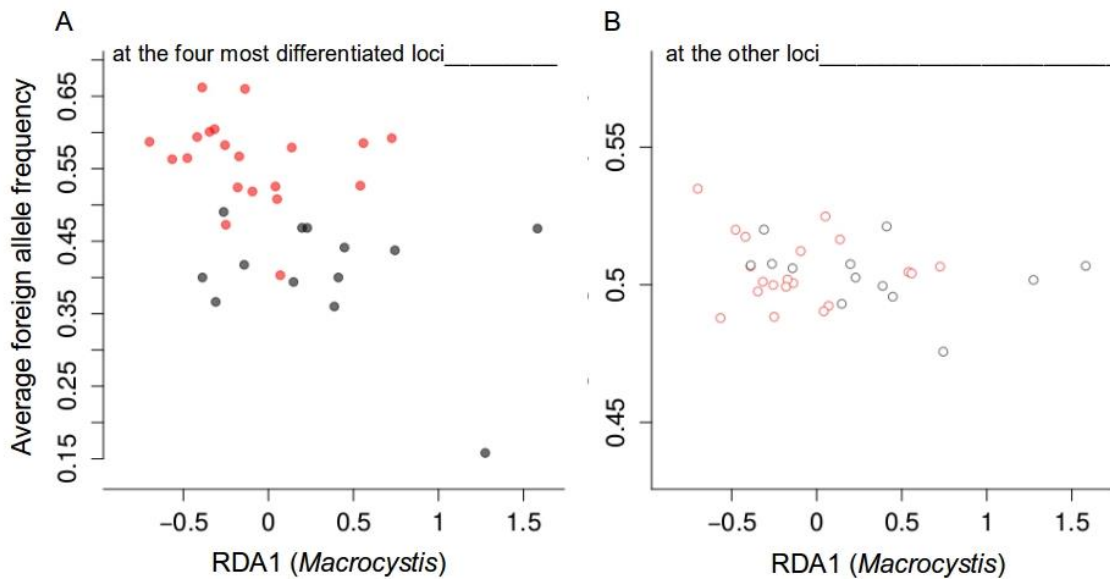 A
at the four most differentiated loci__________
Average foreign allele frequency
0.65
0.55
0.45
0.35
0.25
0.15
−0.5 0 0.5 1 1.5
RDA1 (Macrocystis)
B
at the other loci__________________________
0.55
0.5
0.45
−0.5 0 0.5 1 1.5
RDA1 (Macrocystis)